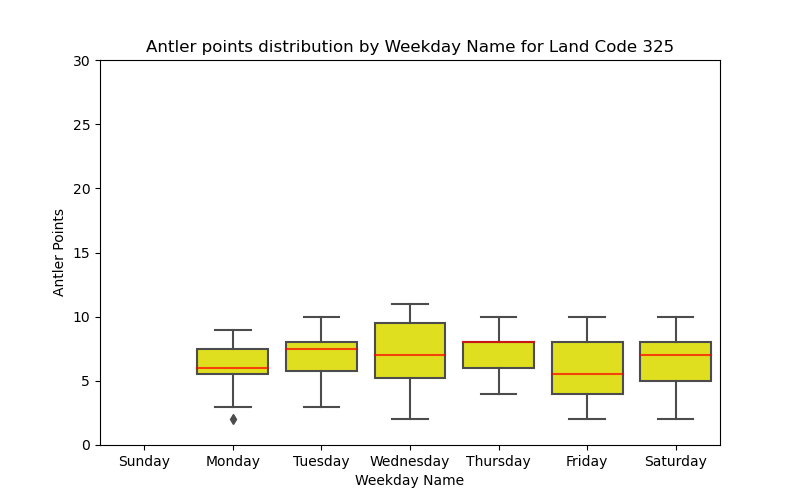 Antler points distribution by Weekday Name for Land Code 325
30
25
20
15
10
5
0
Antler Points
Sunday Monday Tuesday Wednesday Thursday Friday Saturday
Weekday Name